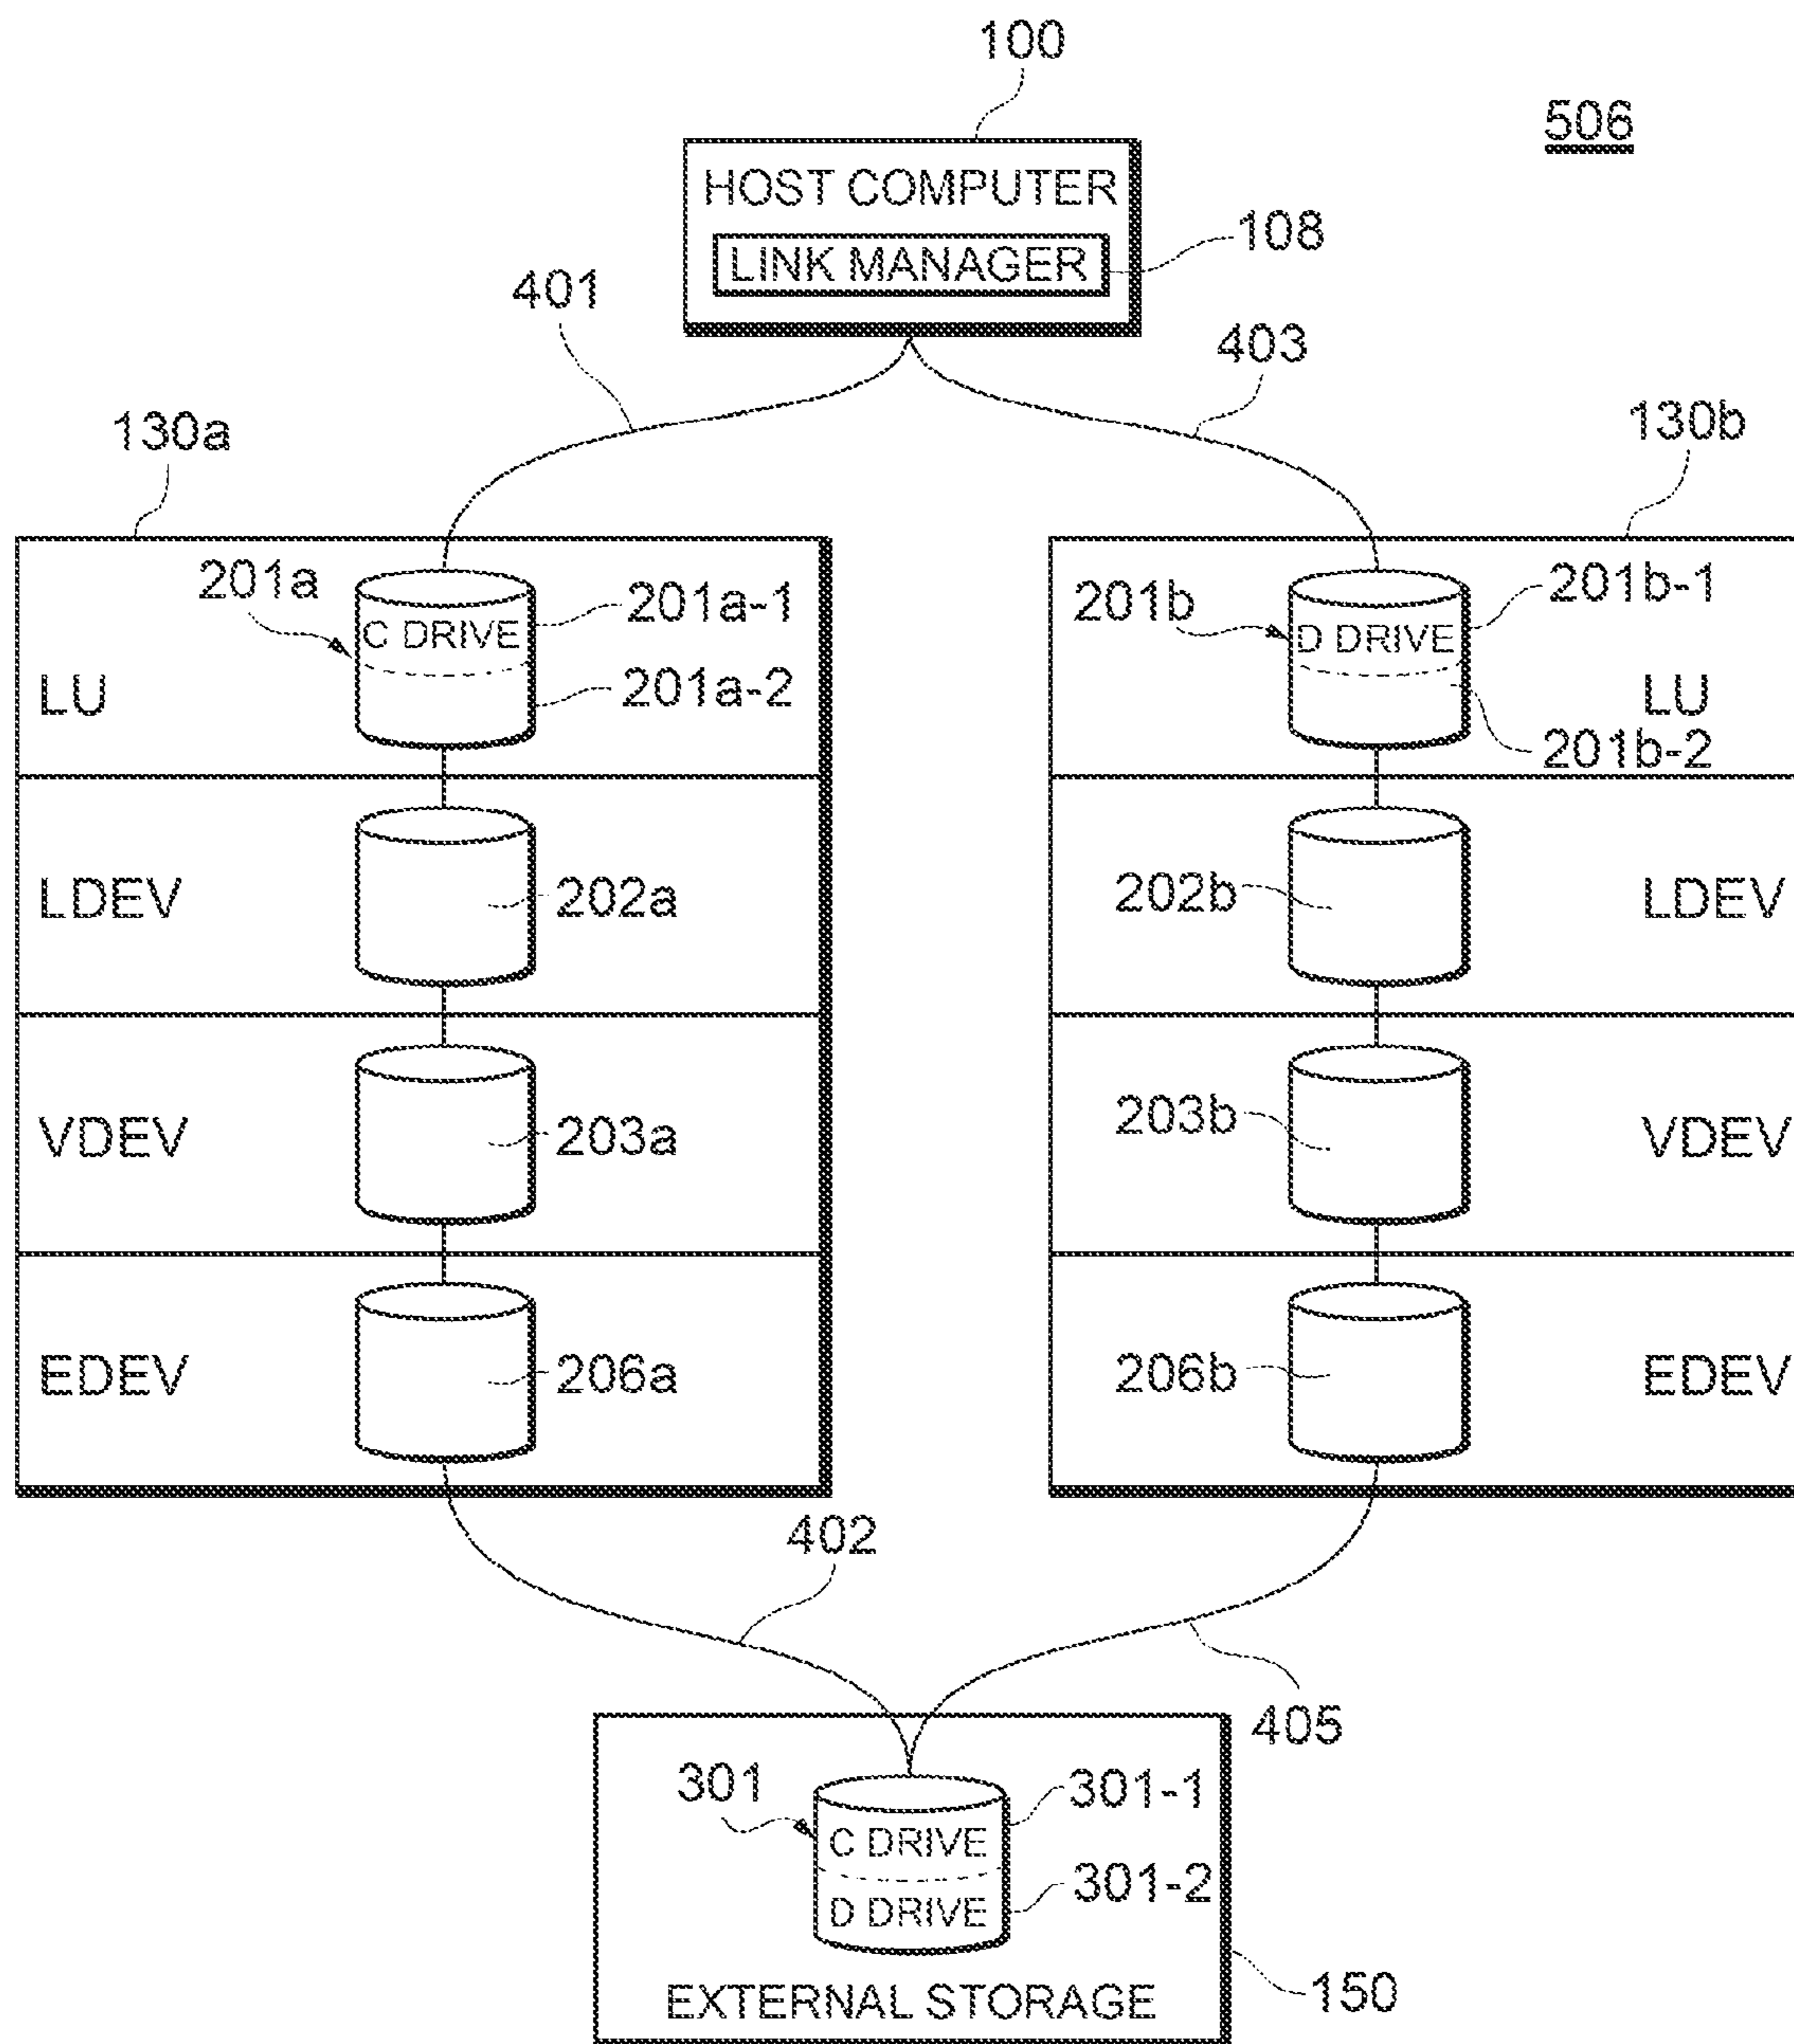 100
506
HOST COMPUTER
LINK MANAGER
108
401
403
130a
130b
201a
C DRIVE
201a-1
201a-2
LU
201b
D DRIVE
201b-1
LU
201b-2
LDEV
202a
202b
LDEV
VDEV
203a
203b
VDEV
EDEV
206a
206b
EDEV
402
405
301
C DRIVE
301-1
D DRIVE
301-2
EXTERNAL STORAGE
150